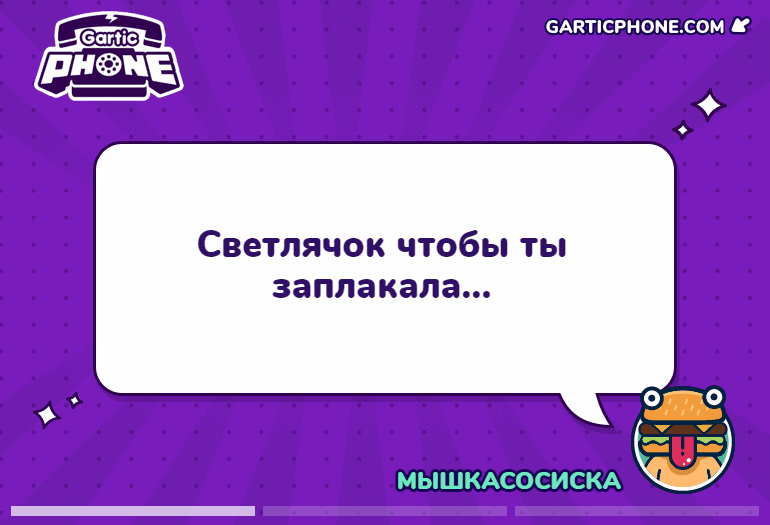 Gartic
PHONE
GARTICPHONE.COM
Светлячок чтобы ты
заплакала...
МЫШКАСОСИСКА